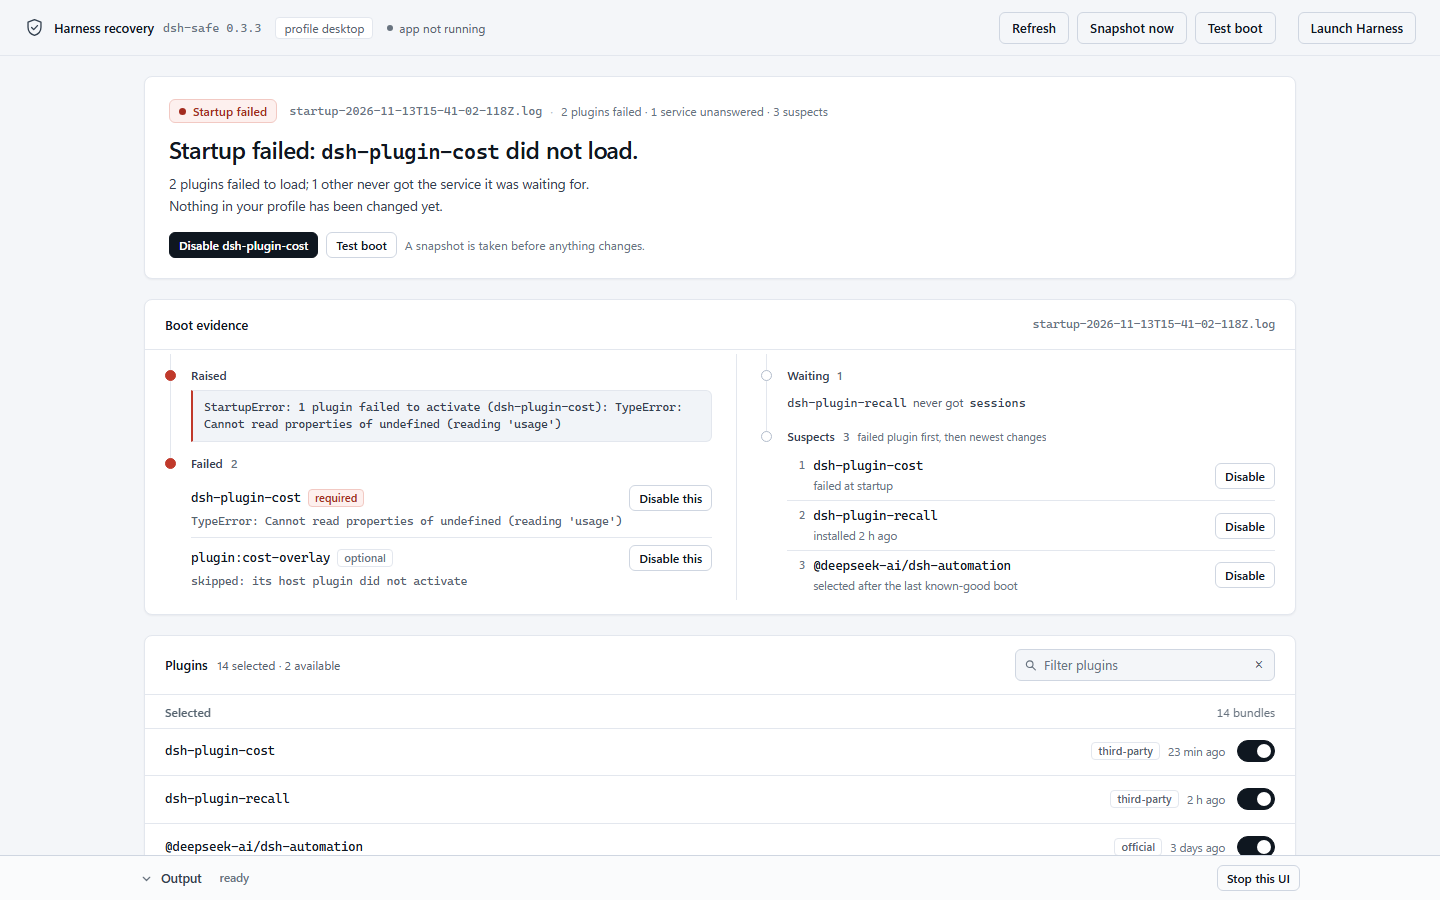 Harness recovery dsh-safe 0.3.3 profile desktop app not running Refresh Snapshot now Test boot Launch Harness
Startup failed startup-2026-11-13T15-41-02-118Z.log · 2 plugins failed · 1 service unanswered · 3 suspects
Startup failed: dsh-plugin-cost did not load.
2 plugins failed to load; 1 other never got the service it was waiting for.
Nothing in your profile has been changed yet.
Disable dsh-plugin-cost Test boot A snapshot is taken before anything changes.
Boot evidence startup-2026-11-13T15-41-02-118Z.log
Raised
StartupError: 1 plugin failed to activate (dsh-plugin-cost): TypeError:
Cannot read properties of undefined (reading 'usage')
Failed 2
dsh-plugin-cost required Disable this
TypeError: Cannot read properties of undefined (reading 'usage')
plugin:cost-overlay optional Disable this
skipped: its host plugin did not activate
Waiting 1
dsh-plugin-recall never got sessions
Suspects 3 failed plugin first, then newest changes
1 dsh-plugin-cost Disable
failed at startup
2 dsh-plugin-recall Disable
installed 2 h ago
3 @deepseek-ai/dsh-automation Disable
selected after the last known-good boot
Plugins 14 selected · 2 available Filter plugins ×
Selected 14 bundles
dsh-plugin-cost third-party 23 min ago
dsh-plugin-recall third-party 2 h ago
@deepseek-ai/dsh-automation official 3 days ago
Output ready Stop this UI